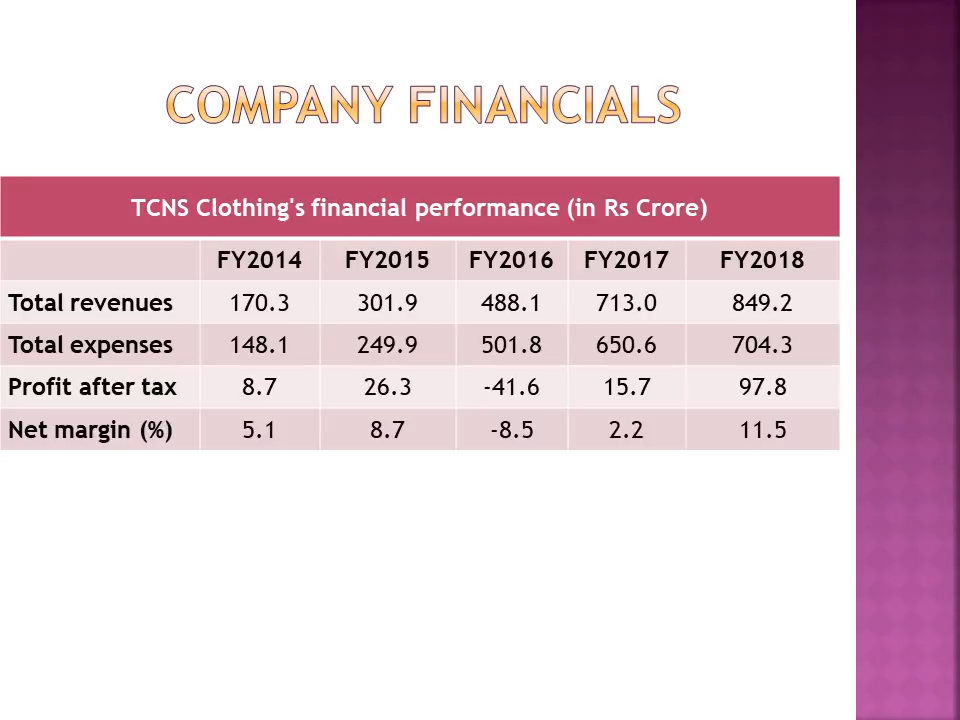 COMPANY FINANCIALS
TCNS Clothing's financial performance (in Rs Crore)
FY2014 FY2015 FY2016 FY2017 FY2018
Total revenues 170.3 301.9 488.1 713.0 849.2
Total expenses 148.1 249.9 501.8 650.6 704.3
Profit after tax 8.7 26.3 -41.6 15.7 97.8
Net margin (%) 5.1 8.7 -8.5 2.2 11.5